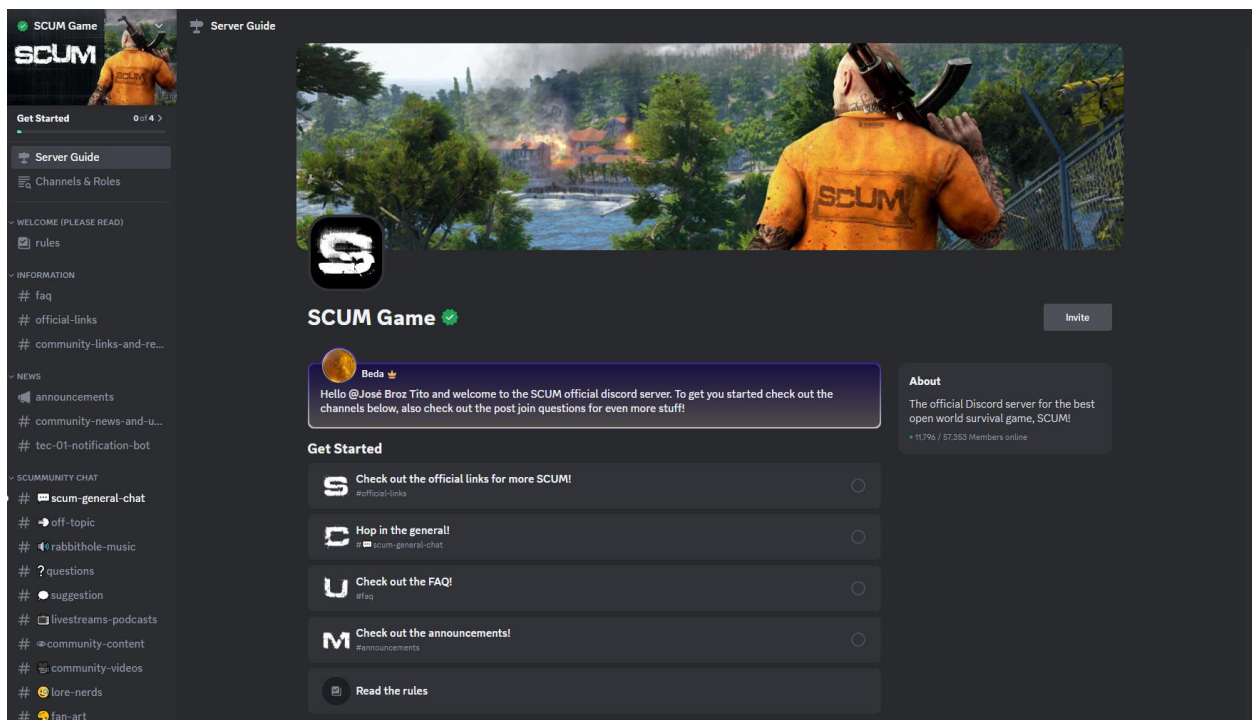 SCUM Game
SCUM
SCUM
Get Started 0 of 4
Server Guide
Channels & Roles
WELCOME (PLEASE READ)
rules
INFORMATION
# faq
# official-links
# community-links-and-re...
NEWS
announcements
# community-news-and-u...
# tec-01-notification-bot
SCUMMUNITY CHAT
# scum-general-chat
# off-topic
# rabbithole-music
# ? questions
# suggestion
# livestreams-podcasts
# community-content
# community-videos
# lore-nerds
# fan-art
Server Guide
SCUM
S
SCUM Game
Invite
Beda
Hello @José Broz Tito and welcome to the SCUM official discord server. To get you started check out the
channels below, also check out the post join questions for even more stuff!
Get Started
S Check out the official links for more SCUM!
#official-links
C Hop in the general!
# scum-general-chat
U Check out the FAQ!
#faq
M Check out the announcements!
#announcements
Read the rules
About
The official Discord server for the best
open world survival game, SCUM!
11,796 / 57,353 Members online